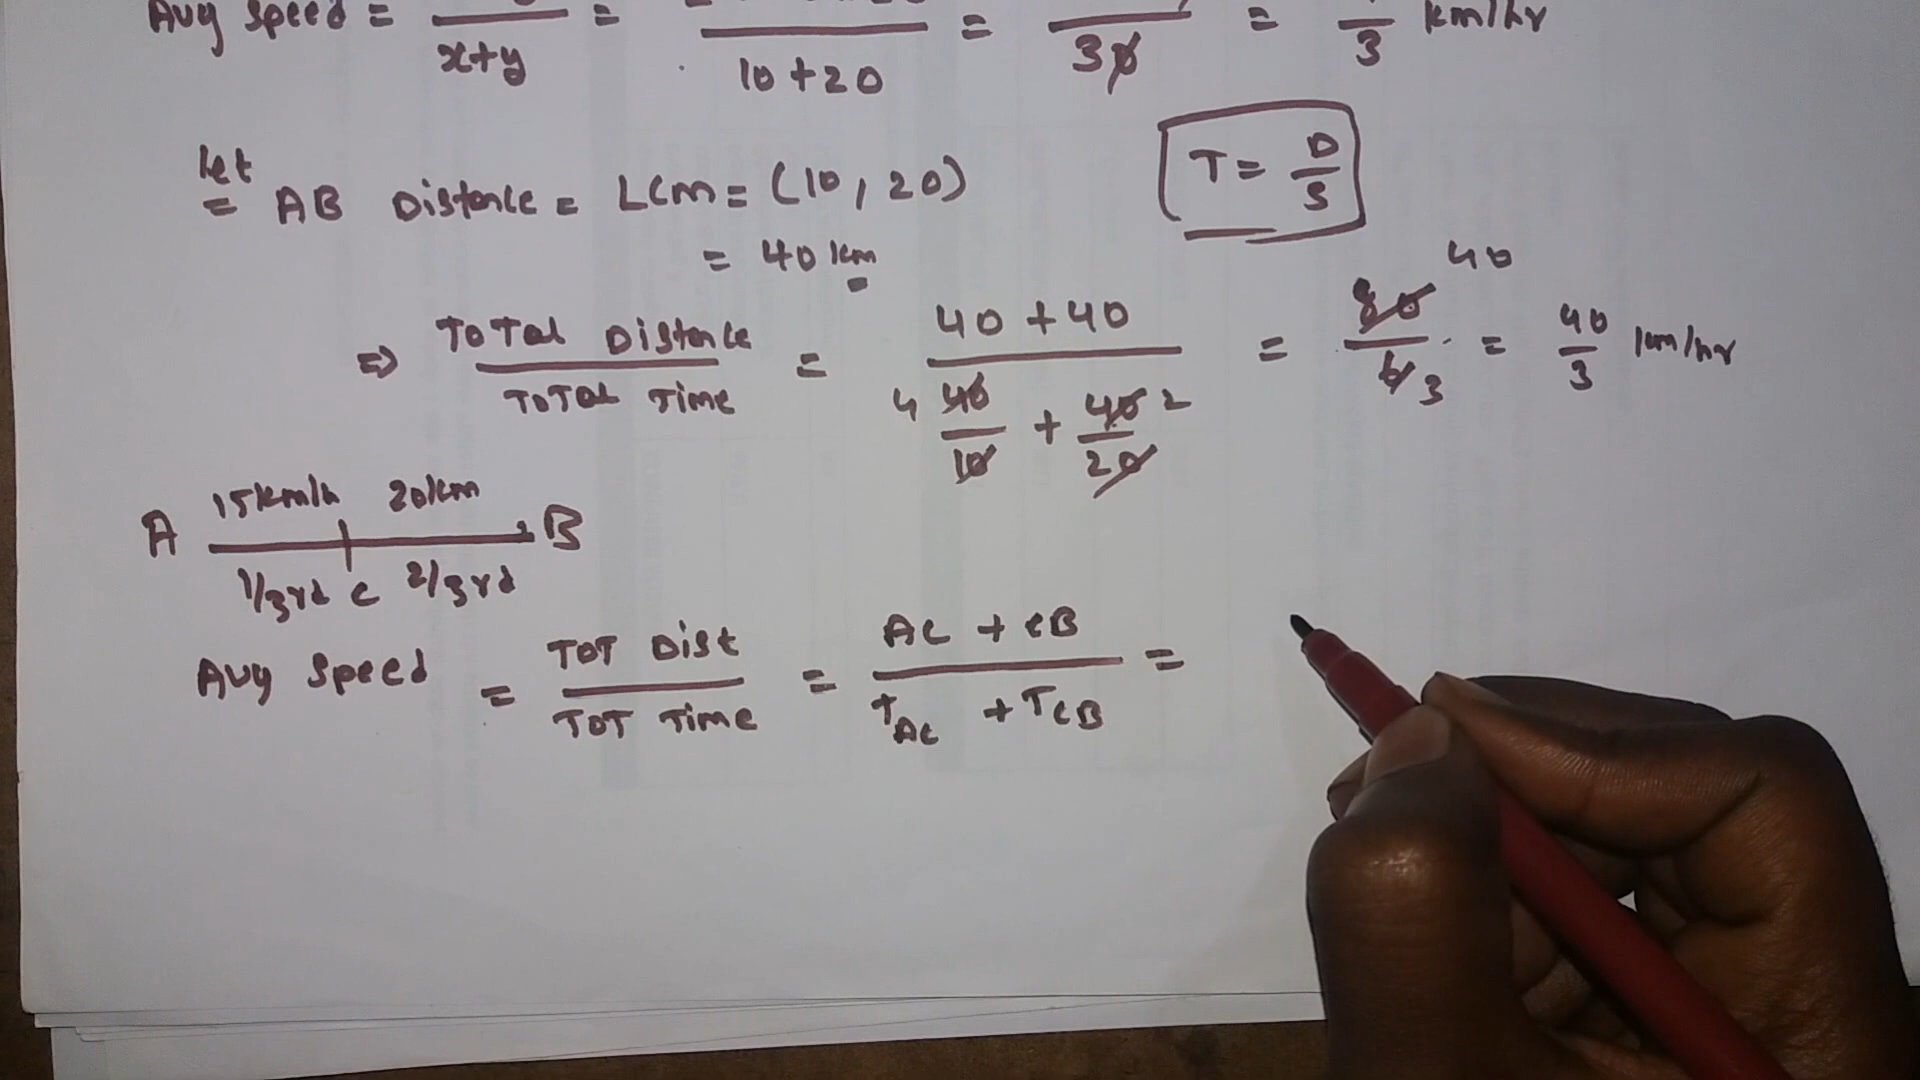 Avg speed = / x+y = / 10+20 = / 30 = / 3 km/hr
let = AB Distance = LCM = (10, 20)
T = D/S
= 40 km
=> Total Distance / Total Time = 40 + 40 / 4 40/10 + 40/20 2 = 80 40 / 6 3 = 40/3 km/hr
15km/h 20km
A B
1/3rd C 2/3rd
Avg speed = TOT Dist / TOT Time = AC + CB / TAC + TCB =